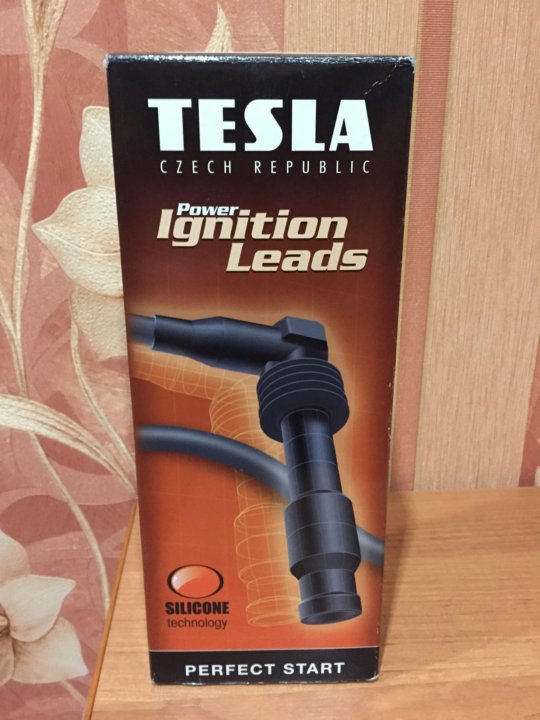 TESLA
CZECH REPUBLIC
Power
Ignition
Leads
SILICONE
technology
PERFECT START